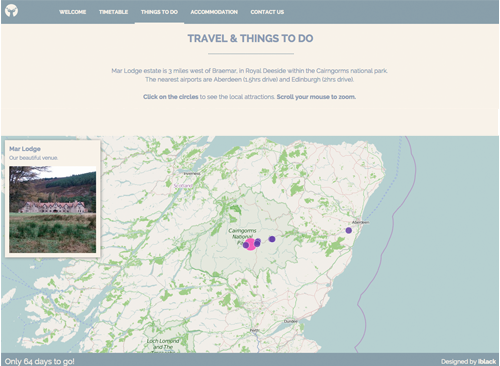 WELCOME TIMETABLE THINGS TO DO ACCOMMODATION CONTACT US
TRAVEL & THINGS TO DO
Mar Lodge estate is 3 miles west of Braemar, in Royal Deeside within the Cairngorms national park.
The nearest airports are Aberdeen (1.5hrs drive) and Edinburgh (2hrs drive).
Click on the circles to see the local attractions. Scroll your mouse to zoom.
Mar Lodge
Our beautiful venue.
Inverness
Aberdeen
Cairngorms
National
Dundee
Perth
Loch Lomond
and The
Only 64 days to go!
Designed by iblack